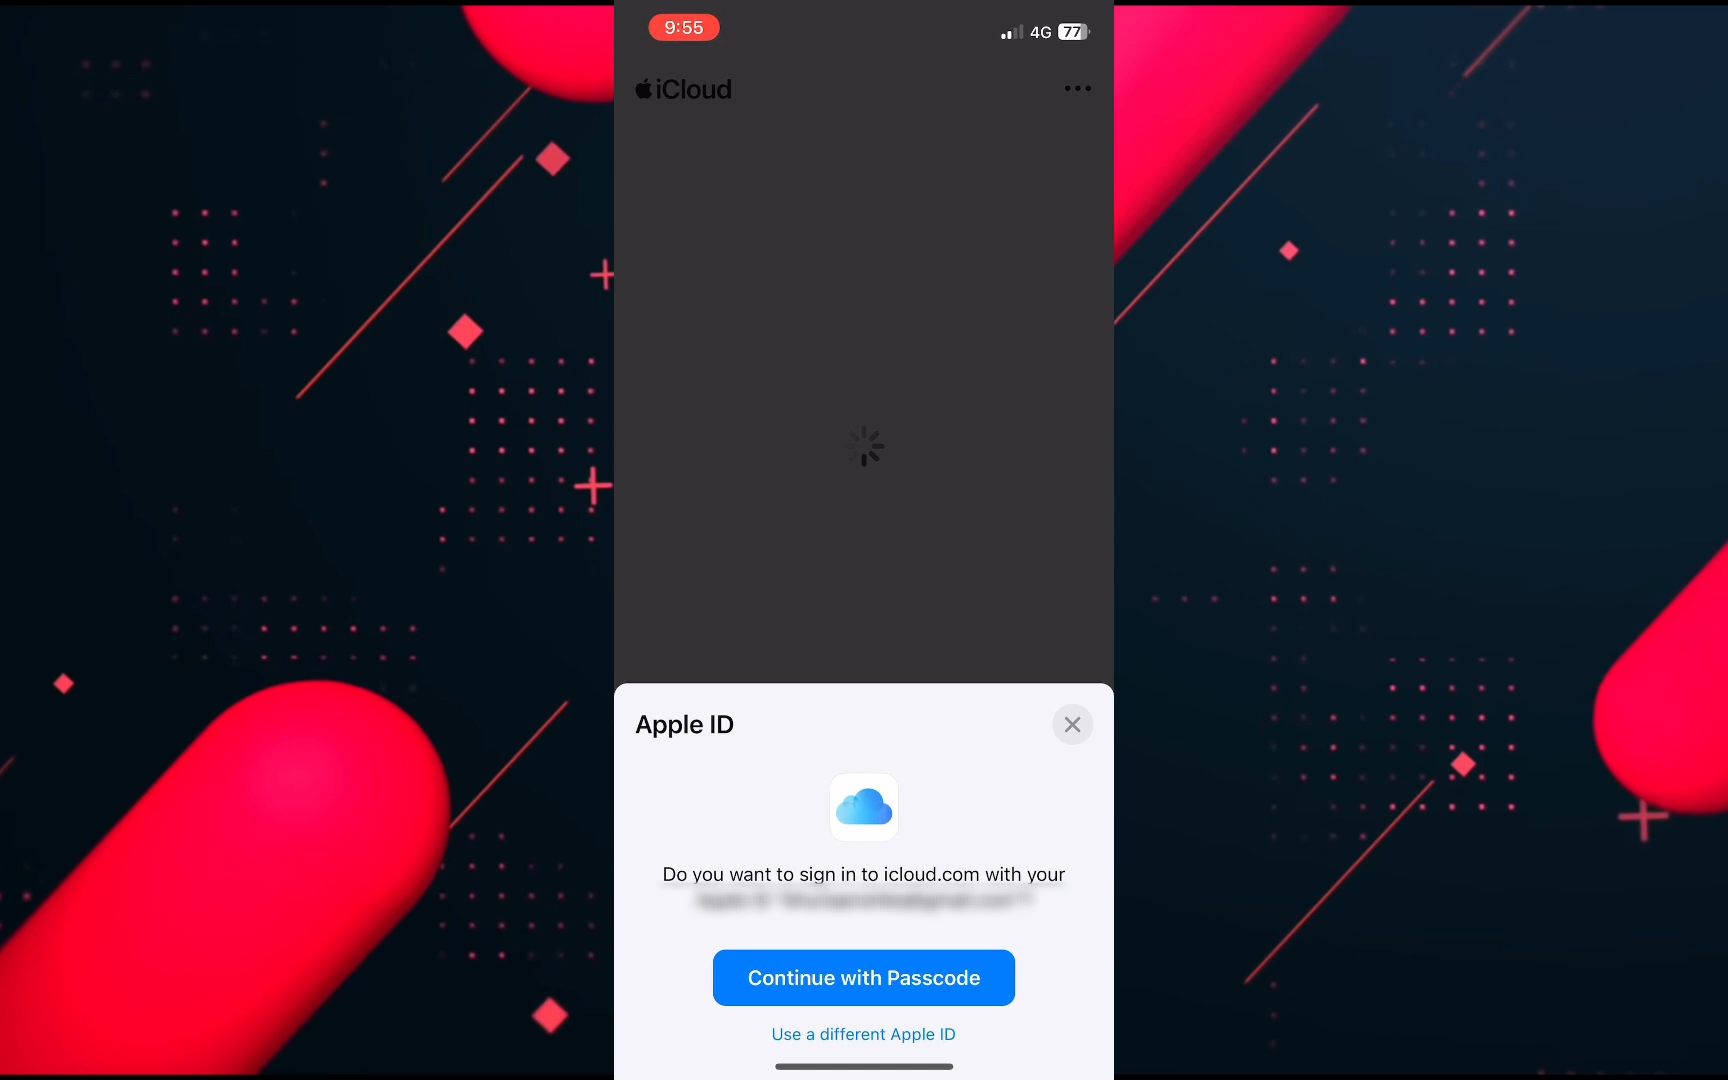 9:55
4G 77
iCloud
Apple ID
Do you want to sign in to icloud.com with your
Continue with Passcode
Use a different Apple ID